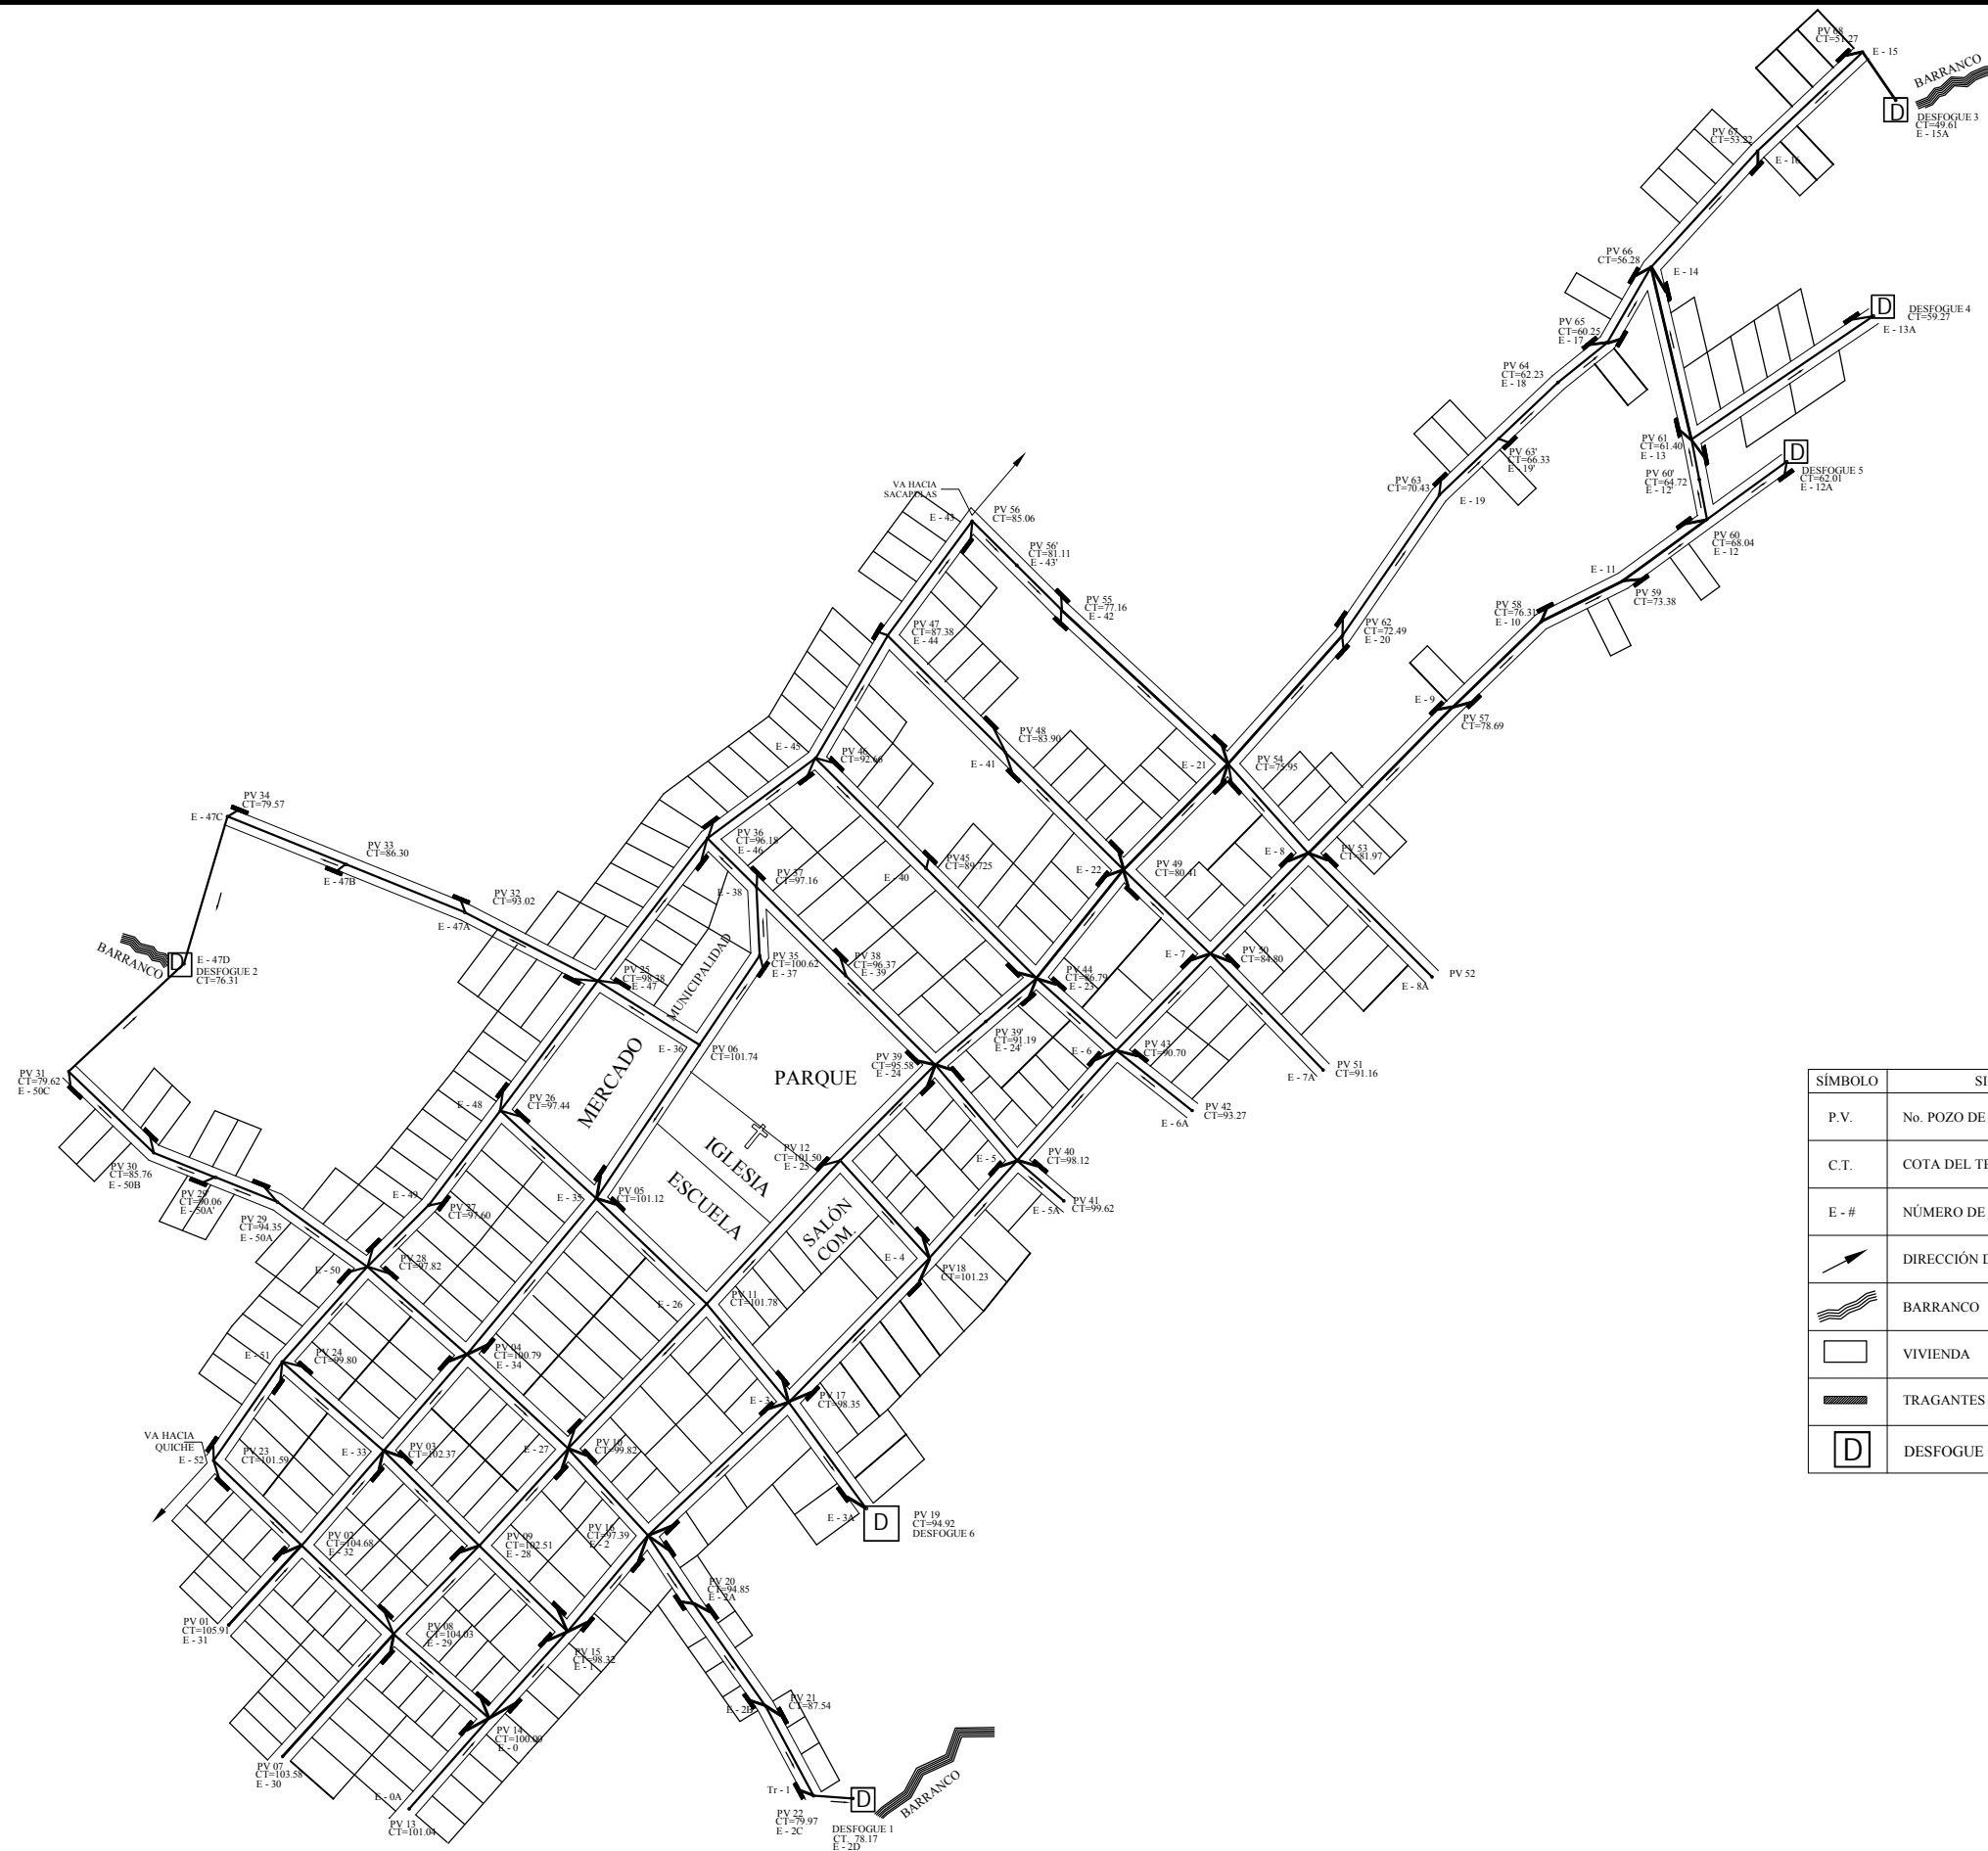 PV 68
CT=51.27
E - 15
BARRANCO
DESFOGUE 3
CT=49.61
E - 15A
PV 67
CT=53.22
E - 16
PV 66
CT=56.28
E - 14
DESFOGUE 4
CT=59.27
E - 13A
PV 65
CT=60.25
E - 17
PV 64
CT=62.23
E - 18
PV 61
CT=61.40
E - 13
PV 63'
CT=66.33
E - 19'
PV 60'
CT=64.72
E - 12'
DESFOGUE 5
CT=62.01
E - 12A
PV 63
CT=70.43
E - 19
VA HACIA
SACAPULAS
E - 43
PV 56
CT=85.06
PV 60
CT=68.04
E - 12
PV 56'
CT=81.11
E - 43'
E - 11
PV 59
CT=73.38
PV 55
CT=77.16
E - 42
PV 58
CT=76.31
E - 10
PV 47
CT=87.38
E - 44
PV 62
CT=72.49
E - 20
E - 9
PV 57
CT=78.69
PV 48
CT=83.90
E - 41
E - 45
PV 46
CT=92.66
E - 21
PV 54
CT=75.95
PV 34
CT=79.57
E - 47C
PV 33
CT=86.30
E - 47B
PV 36
CT=96.18
E - 46
PV 37
CT=97.16
E - 38
PV45
CT=89.725
E - 40
E - 22
PV 49
CT=80.41
E - 8
PV 53
CT=81.97
PV 32
CT=93.02
E - 47A
BARRANCO
E - 47D
DESFOGUE 2
CT=76.31
PV 25
CT=98.38
E - 47
MUNICIPALIDAD
PV 35
CT=100.62
E - 37
PV 38
CT=96.37
E - 39
PV 44
CT=86.79
E - 23
E - 7
PV 50
CT=84.80
PV 52
E - 8A
MERCADO
E - 36
PV 06
CT=101.74
PARQUE
PV 39'
CT=91.19
E - 24'
PV 39
CT=95.58
E - 24
E - 6
PV 43
CT=90.70
PV 51
CT=91.16
E - 7A
PV 31
CT=79.62
E - 50C
E - 48
PV 26
CT=97.44
PV 42
CT=93.27
E - 6A
PV 12
CT=101.50
E - 25
IGLESIA
ESCUELA
E - 5
PV 40
CT=98.12
PV 30
CT=85.76
E - 50B
PV 29'
CT=90.06
E - 50A'
PV 29
CT=94.35
E - 50A
E - 49
PV 27
CT=97.60
E - 35
PV 05
CT=101.12
SALÓN
COM.
E - 5A
PV 41
CT=99.62
E - 50
PV 28
CT=97.82
E - 4
PV18
CT=101.23
E - 26
PV 11
CT=101.78
E - 51
PV 24
CT=99.80
PV 04
CT=100.79
E - 34
E - 3
PV 17
CT=98.35
VA HACIA
QUICHE
E - 52
PV 23
CT=101.59
E - 33
PV 03
CT=102.37
E - 27
PV 10
CT=99.82
E - 3A
D
PV 19
CT=94.92
DESFOGUE 6
PV 02
CT=104.68
E - 32
PV 09
CT=102.51
E - 28
PV 16
CT=97.39
E - 2
PV 20
CT=94.85
E - 2A
PV 01
CT=105.91
E - 31
PV 08
CT=104.03
E - 29
PV 15
CT=98.32
E - 1
PV 14
E - 0
PV 21
CT=87.54
E - 2B
PV 07
CT=103.58
E - 30
E - 0A
PV 13
CT=101.04
Tr - 1
PV 22
CT=79.97
E - 2C
DESFOGUE 1
CT. 78.17
E - 2D
BARRANCO
SÍMBOLO SI
P.V. No. POZO DE
C.T. COTA DEL TE
E - # NÚMERO DE
DIRECCIÓN D
BARRANCO
VIVIENDA
TRAGANTES
D DESFOGUE